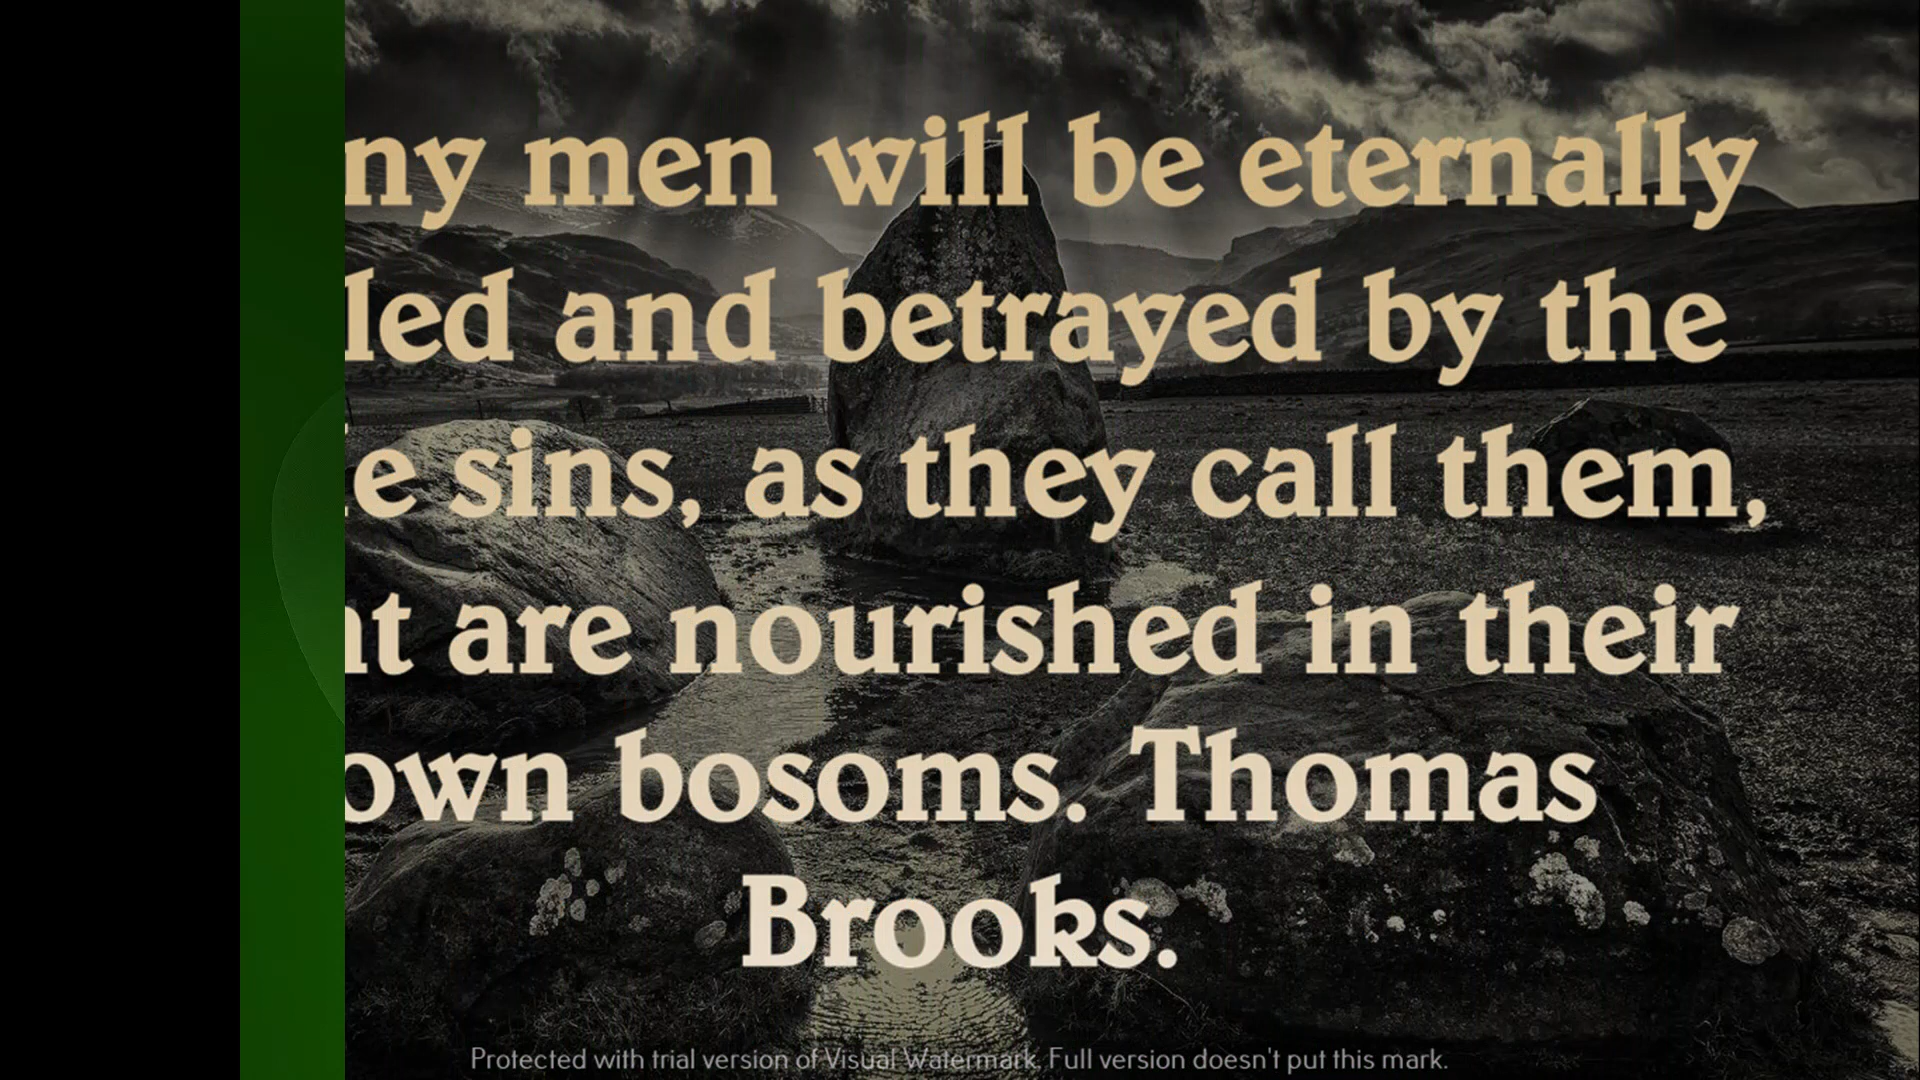 ny men will be eternally
led and betrayed by the
e sins, as they call them,
t are nourished in their
own bosoms. Thomas
Brooks.
Protected with trial version of Visual Watermark. Full version doesn't put this mark.